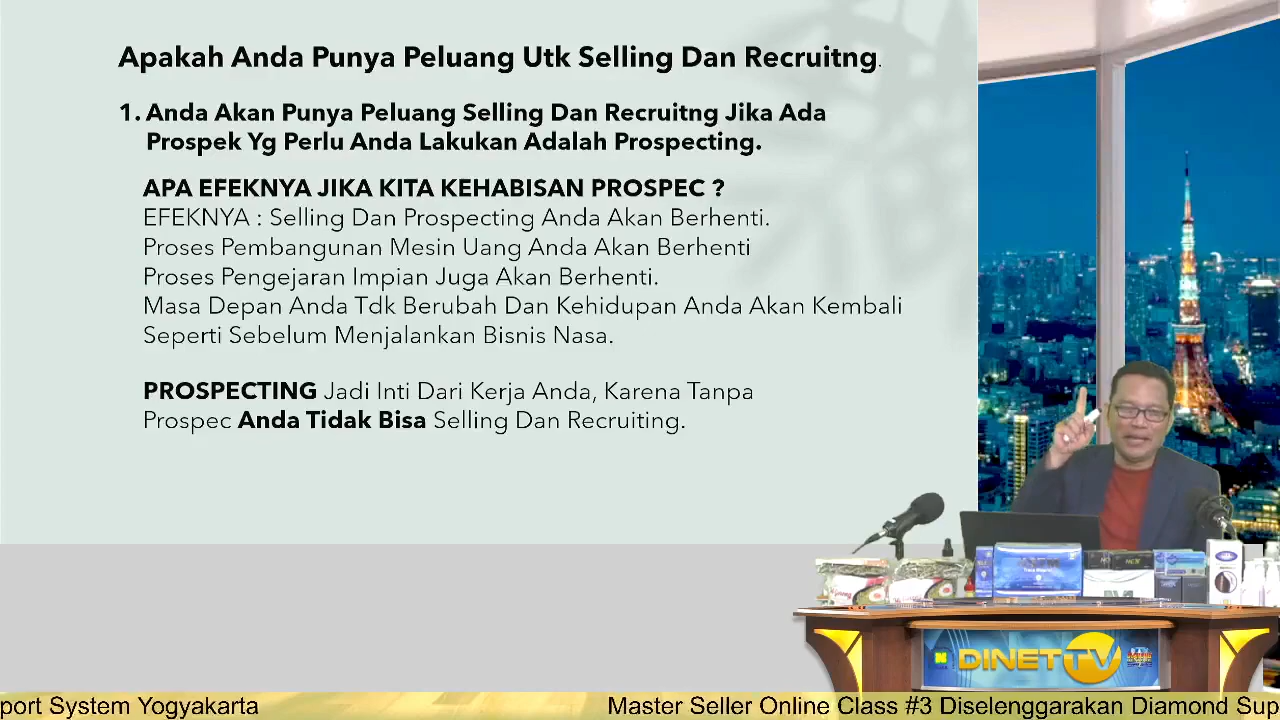 Apakah Anda Punya Peluang Utk Selling Dan Recruitng.
1. Anda Akan Punya Peluang Selling Dan Recruitng Jika Ada
Prospek Yg Perlu Anda Lakukan Adalah Prospecting.
APA EFEKNYA JIKA KITA KEHABISAN PROSPEC ?
EFEKNYA : Selling Dan Prospecting Anda Akan Berhenti.
Proses Pembangunan Mesin Uang Anda Akan Berhenti
Proses Pengejaran Impian Juga Akan Berhenti.
Masa Depan Anda Tdk Berubah Dan Kehidupan Anda Akan Kembali
Seperti Sebelum Menjalankan Bisnis Nasa.
PROSPECTING Jadi Inti Dari Kerja Anda, Karena Tanpa
Prospec Anda Tidak Bisa Selling Dan Recruiting.
DINET TV
port System Yogyakarta
Master Seller Online Class #3 Diselenggarakan Diamond Sup